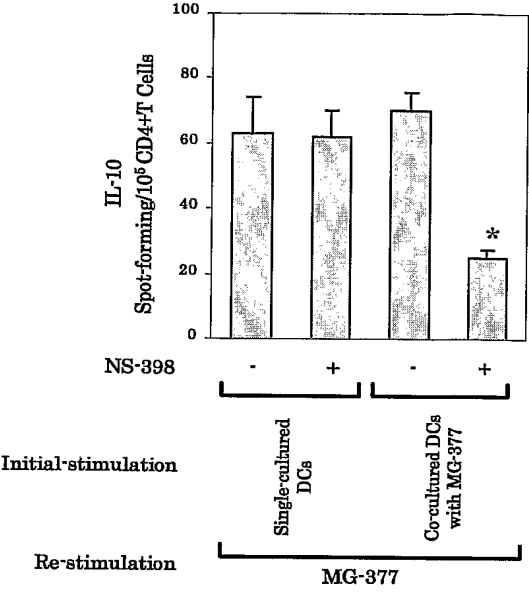 100
80
60
40
20
0
IL-10
Spot-forming/10⁵ CD4+T Cells
*
NS-398 - + - +
Initial-stimulation
Single-cultured
DCs
Co-cultured DCs
with MG-377
Re-stimulation
MG-377